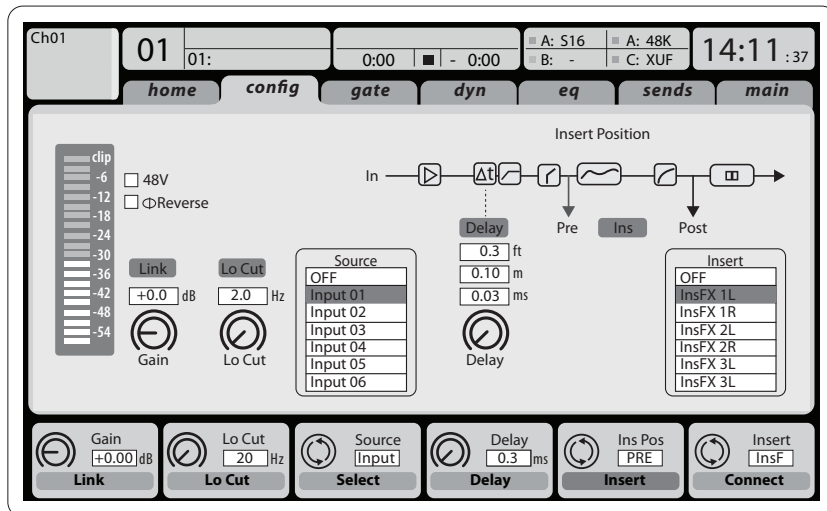 Ch01
01
01:
0:00 - 0:00
A: S16
B: -
A: 48K
C: XUF
14:11 :37
home config gate dyn eq sends main
Insert Position
clip
-6
-12
-18
-24
-30
-36
-42
-48
-54
48V
ΦReverse
In
Δt
Pre
Ins
Post
Link
+0.0 dB
Gain
Lo Cut
2.0 Hz
Lo Cut
Source
OFF
Input 01
Input 02
Input 03
Input 04
Input 05
Input 06
Delay
0.3 ft
0.10 m
0.03 ms
Delay
Insert
OFF
InsFX 1L
InsFX 1R
InsFX 2L
InsFX 2R
InsFX 3L
InsFX 3L
Gain
+0.00 dB
Link
Lo Cut
20 Hz
Lo Cut
Source
Input
Select
Delay
0.3 ms
Delay
Ins Pos
PRE
Insert
Insert
InsF
Connect